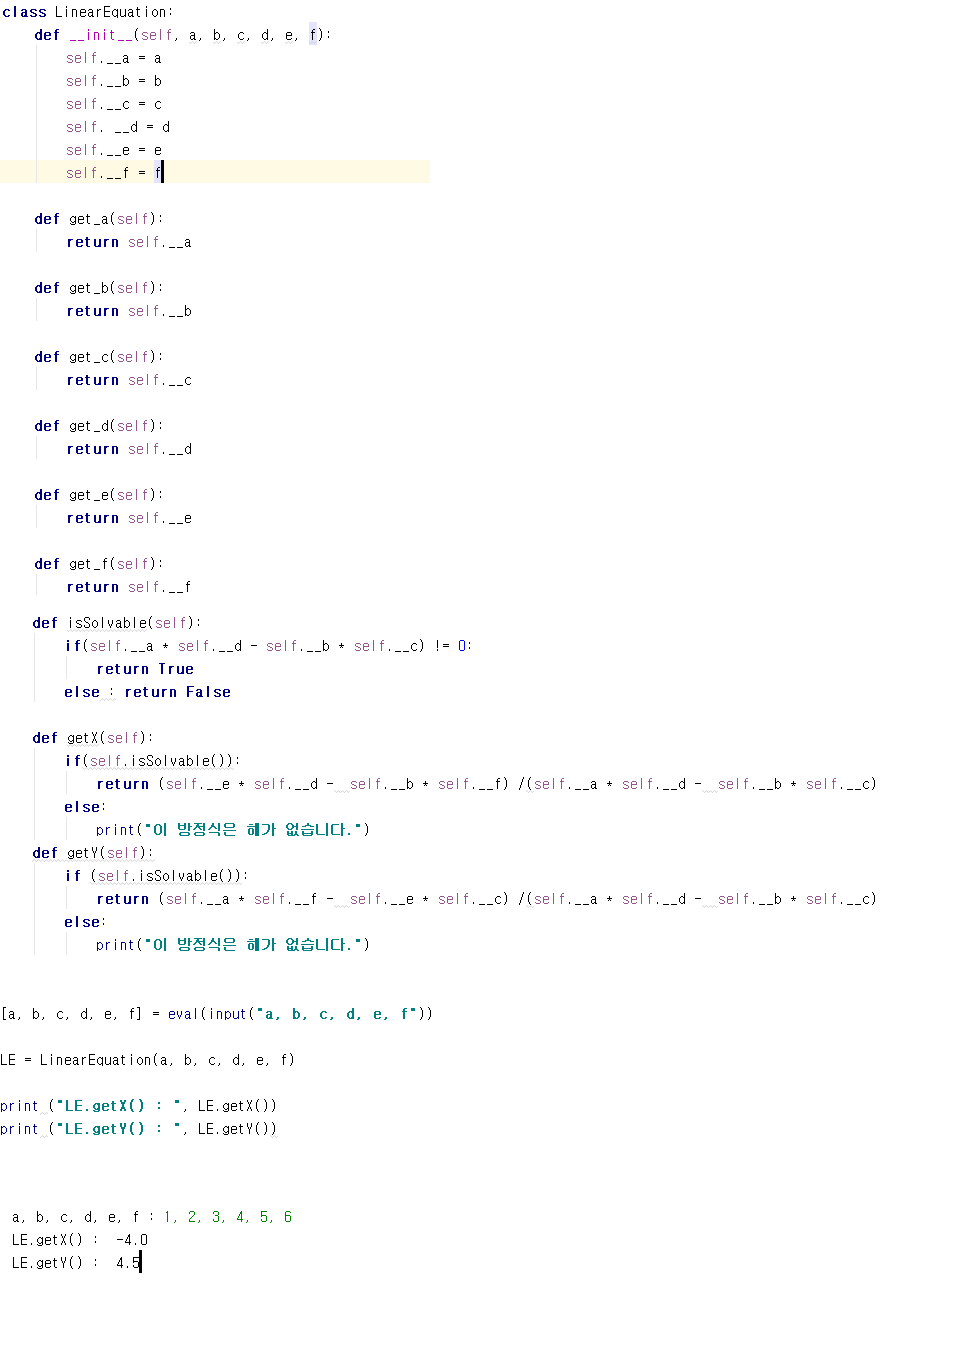 class LinearEquation:
    def __init__(self, a, b, c, d, e, f):
        self.__a = a
        self.__b = b
        self.__c = c
        self. __d = d
        self.__e = e
        self.__f = f
    def get_a(self):
        return self.__a
    def get_b(self):
        return self.__b
    def get_c(self):
        return self.__c
    def get_d(self):
        return self.__d
    def get_e(self):
        return self.__e
    def get_f(self):
        return self.__f
    def isSolvable(self):
        if(self.__a * self.__d - self.__b * self.__c) != 0:
            return True
        else : return False
    def getX(self):
        if(self.isSolvable()):
            return (self.__e * self.__d -  self.__b * self.__f) /(self.__a * self.__d -  self.__b * self.__c)
        else:
            print("이 방정식은 해가 없습니다.")
    def getY(self):
        if (self.isSolvable()):
            return (self.__a * self.__f -  self.__e * self.__c) /(self.__a * self.__d -  self.__b * self.__c)
        else:
            print("이 방정식은 해가 없습니다.")
[a, b, c, d, e, f] = eval(input("a, b, c, d, e, f"))
LE = LinearEquation(a, b, c, d, e, f)
print ("LE.getX() : ", LE.getX())
print ("LE.getY() : ", LE.getY())
a, b, c, d, e, f : 1, 2, 3, 4, 5, 6
LE.getX() :  -4.0
LE.getY() :  4.5